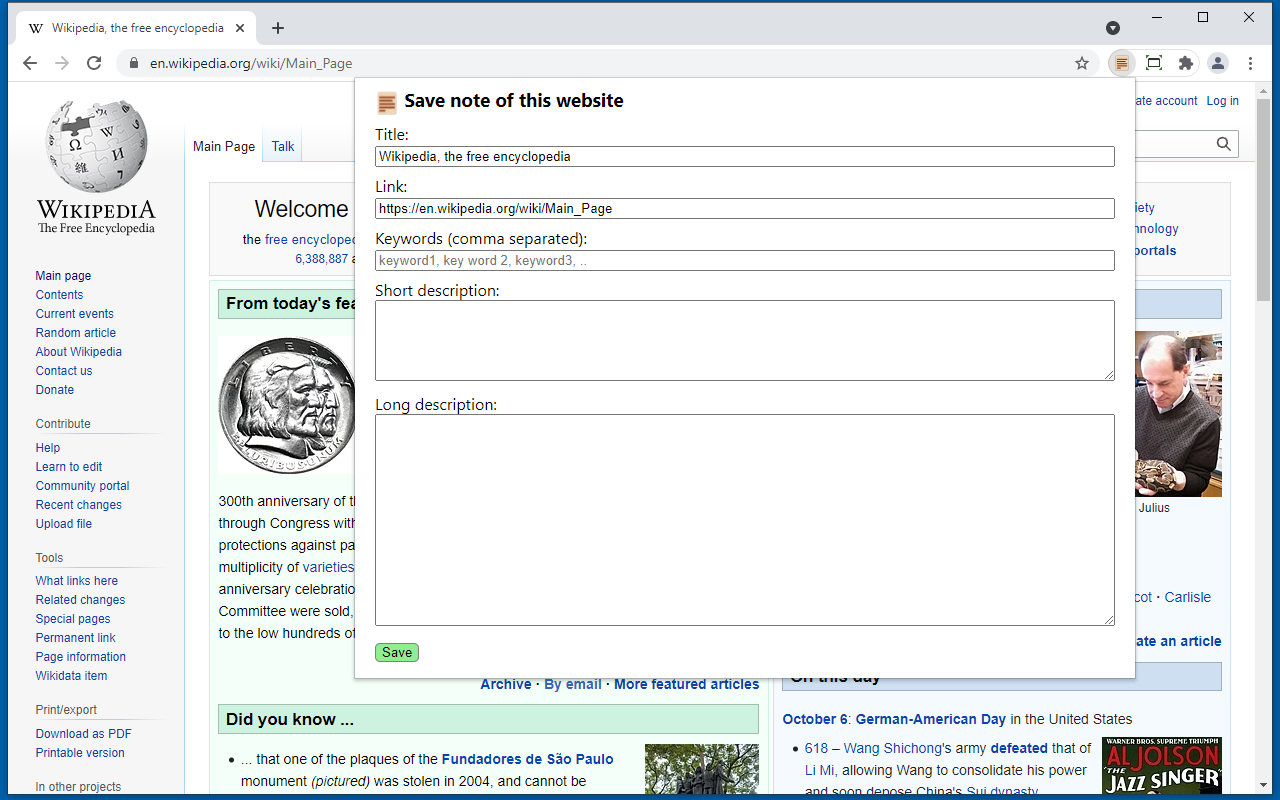 Wikipedia, the free encyclopedia
en.wikipedia.org/wiki/Main_Page
WIKIPEDIA
The Free Encyclopedia
Main page
Contents
Current events
Random article
About Wikipedia
Contact us
Donate
Contribute
Help
Learn to edit
Community portal
Recent changes
Upload file
Tools
What links here
Related changes
Special pages
Permanent link
Page information
Wikidata item
Print/export
Download as PDF
Printable version
In other projects
Main Page
Talk
Welcome
the free encycloped
6,388,887
From today's fea
LIBERTY
E PLURIBUS UNUM
300th anniversary of th
through Congress with
protections against pa
multiplicity of varieties
anniversary celebratio
Committee were sold,
to the low hundreds of
Archive · By email · More featured articles
Did you know ...
... that one of the plaques of the Fundadores de São Paulo
monument (pictured) was stolen in 2004, and cannot be
Save note of this website
Title:
Wikipedia, the free encyclopedia
Link:
https://en.wikipedia.org/wiki/Main_Page
Keywords (comma separated):
keyword1, key word 2, keyword3, ..
Short description:
Long description:
Save
ate account Log in
iety
hnology
portals
Julius
cot · Carlisle
ate an article
On this day
October 6: German-American Day in the United States
618 – Wang Shichong's army defeated that of
Li Mi, allowing Wang to consolidate his power
and soon depose China's Sui dynasty
WARNER BROS. SUPREME TRIUMPH
AL JOLSON
"THE
JAZZ SINGER"